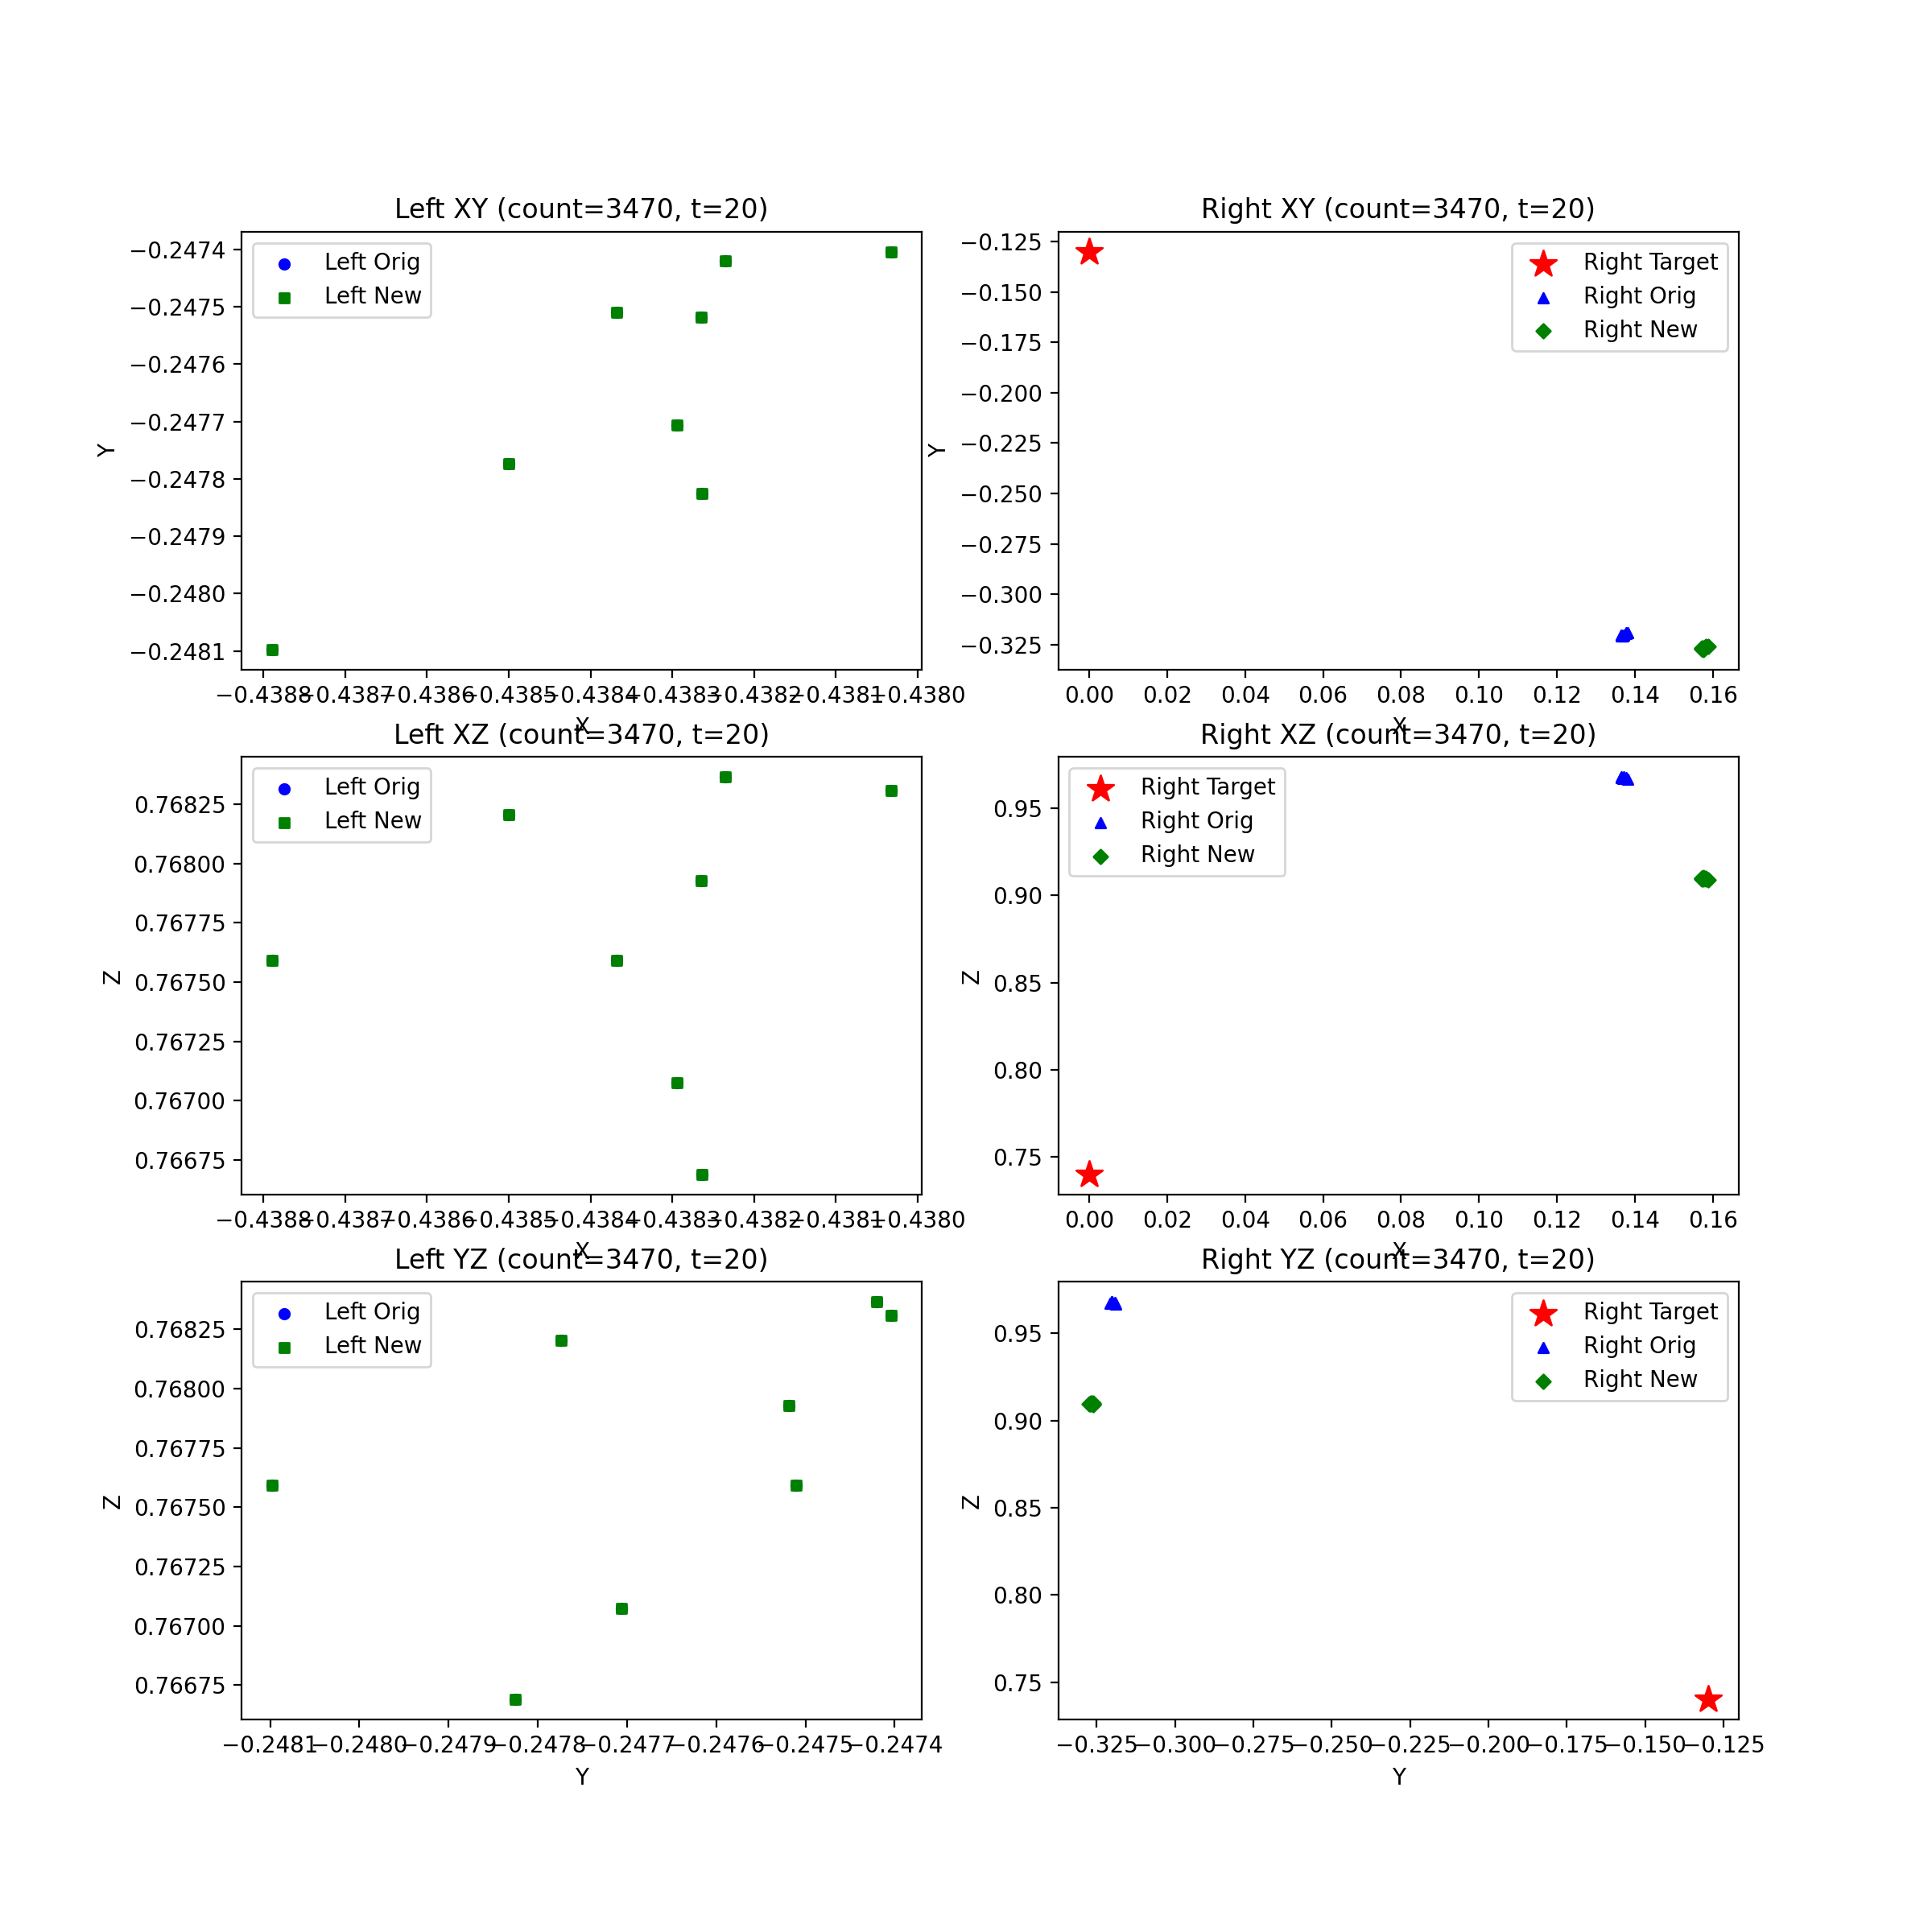 Left XY (count=3470, t=20)
Left Orig
Left New
−0.2474
−0.2475
−0.2476
−0.2477
−0.2478
−0.2479
−0.2480
−0.2481
Y
−0.4388 −0.4387 −0.4386 −0.4385 −0.4384 −0.4383 −0.4382 −0.4381 −0.4380
X
Right XY (count=3470, t=20)
Right Target
Right Orig
Right New
−0.125
−0.150
−0.175
−0.200
−0.225
−0.250
−0.275
−0.300
−0.325
Y
0.00 0.02 0.04 0.06 0.08 0.10 0.12 0.14 0.16
X
Left XZ (count=3470, t=20)
Left Orig
Left New
0.76825
0.76800
0.76775
0.76750
0.76725
0.76700
0.76675
Z
−0.4388 −0.4387 −0.4386 −0.4385 −0.4384 −0.4383 −0.4382 −0.4381 −0.4380
X
Right XZ (count=3470, t=20)
Right Target
Right Orig
Right New
0.95
0.90
0.85
0.80
0.75
Z
0.00 0.02 0.04 0.06 0.08 0.10 0.12 0.14 0.16
X
Left YZ (count=3470, t=20)
Left Orig
Left New
0.76825
0.76800
0.76775
0.76750
0.76725
0.76700
0.76675
Z
−0.2481 −0.2480 −0.2479 −0.2478 −0.2477 −0.2476 −0.2475 −0.2474
Y
Right YZ (count=3470, t=20)
Right Target
Right Orig
Right New
0.95
0.90
0.85
0.80
0.75
Z
−0.325 −0.300 −0.275 −0.250 −0.225 −0.200 −0.175 −0.150 −0.125
Y